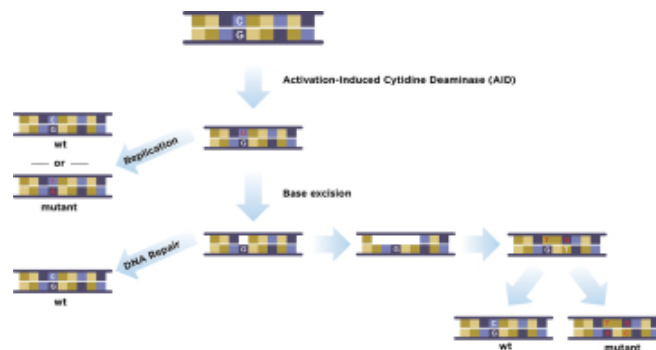 C
G
Activation-Induced Cytidine Deaminase (AID)
C
G
wt
or
mutant
Replication
G
Base excision
DNA Repair
G
G
G
C
G
wt
C
G
wt
mutant